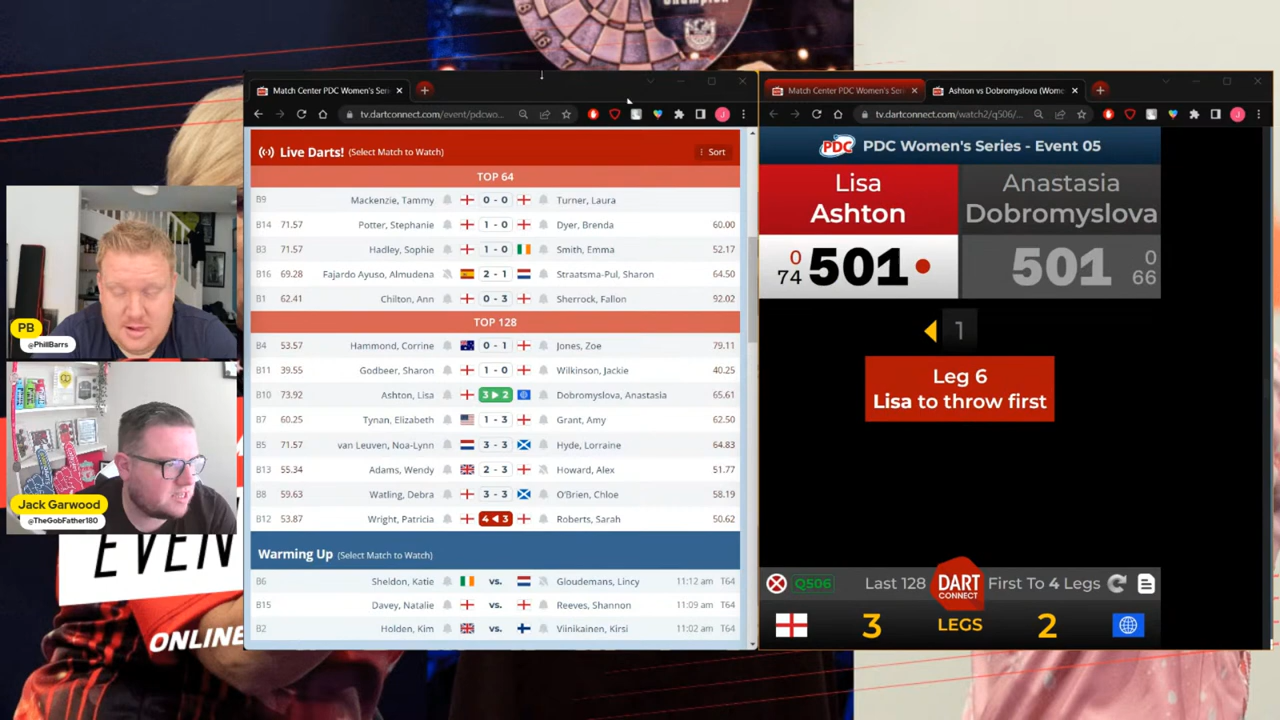 Match Center PDC Women's Seri
tv.dartconnect.com/event/pdcwo...
Live Darts! (Select Match to Watch)
Sort
TOP 64
B9 Mackenzie, Tammy 0 - 0 Turner, Laura
B14 71.57 Potter, Stephanie 1 - 0 Dyer, Brenda 60.00
B3 71.57 Hadley, Sophie 1 - 0 Smith, Emma 52.17
B16 69.28 Fajardo Ayuso, Almudena 2 - 1 Straatsma-Pul, Sharon 64.50
B1 62.41 Chilton, Ann 0 - 3 Sherrock, Fallon 92.02
TOP 128
B4 53.57 Hammond, Corrine 0 - 1 Jones, Zoe 79.11
B11 39.55 Godbeer, Sharon 1 - 0 Wilkinson, Jackie 40.25
B10 73.92 Ashton, Lisa 3 ▶ 2 Dobromyslova, Anastasia 65.61
B7 60.25 Tynan, Elizabeth 1 - 3 Grant, Amy 62.50
B5 71.57 van Leuven, Noa-Lynn 3 - 3 Hyde, Lorraine 64.83
B13 55.34 Adams, Wendy 2 - 3 Howard, Alex 51.77
B8 59.63 Watling, Debra 3 - 3 O'Brien, Chloe 58.19
B12 53.87 Wright, Patricia 4 ◀ 3 Roberts, Sarah 50.62
Warming Up (Select Match to Watch)
B6 Sheldon, Katie vs. Gloudemans, Lincy 11:12 am T64
B15 Davey, Natalie vs. Reeves, Shannon 11:09 am T64
B2 Holden, Kim vs. Viinikainen, Kirsi 11:02 am T64
Match Center PDC Women's Seri
Ashton vs Dobromyslova (Wome
tv.dartconnect.com/watch2/q506/...
PDC PDC Women's Series - Event 05
Lisa
Ashton
Anastasia
Dobromyslova
0
74
501
501
0
66
1
Leg 6
Lisa to throw first
Q506 Last 128
DART
CONNECT
First To 4 Legs
3 LEGS 2
PB
@PhillBarrs
Jack Garwood
@TheGobFather180
EVEN
ONLINE